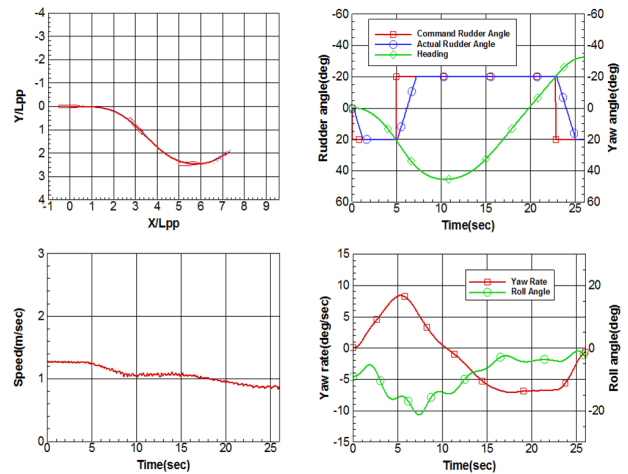 -4
-3
-2
-1
0
1
2
3
4
Y/Lpp
-1 0 1 2 3 4 5 6 7 8 9
X/Lpp
-60
-40
-20
0
20
40
60
Rudder angle(deg)
Command Rudder Angle
Actual Rudder Angle
Heading
-60
-40
-20
0
20
40
60
Yaw angle(deg)
0 5 10 15 20 25
Time(sec)
3
2
1
0
Speed(m/sec)
0 5 10 15 20 25
Time(sec)
15
10
5
0
-5
-10
-15
Yaw rate(deg/sec)
Yaw Rate
Roll Angle
20
0
-20
Roll angle(deg)
0 5 10 15 20 25
Time(sec)